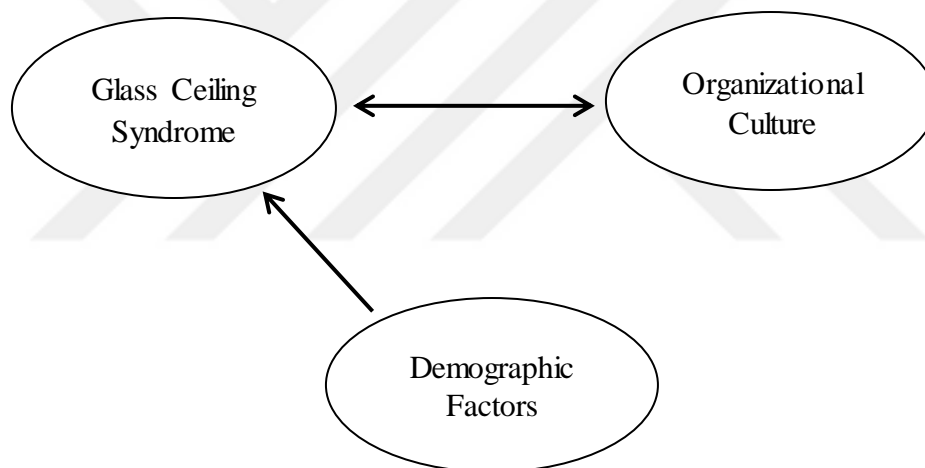 Glass Ceiling
Syndrome
Organizational
Culture
Demographic
Factors